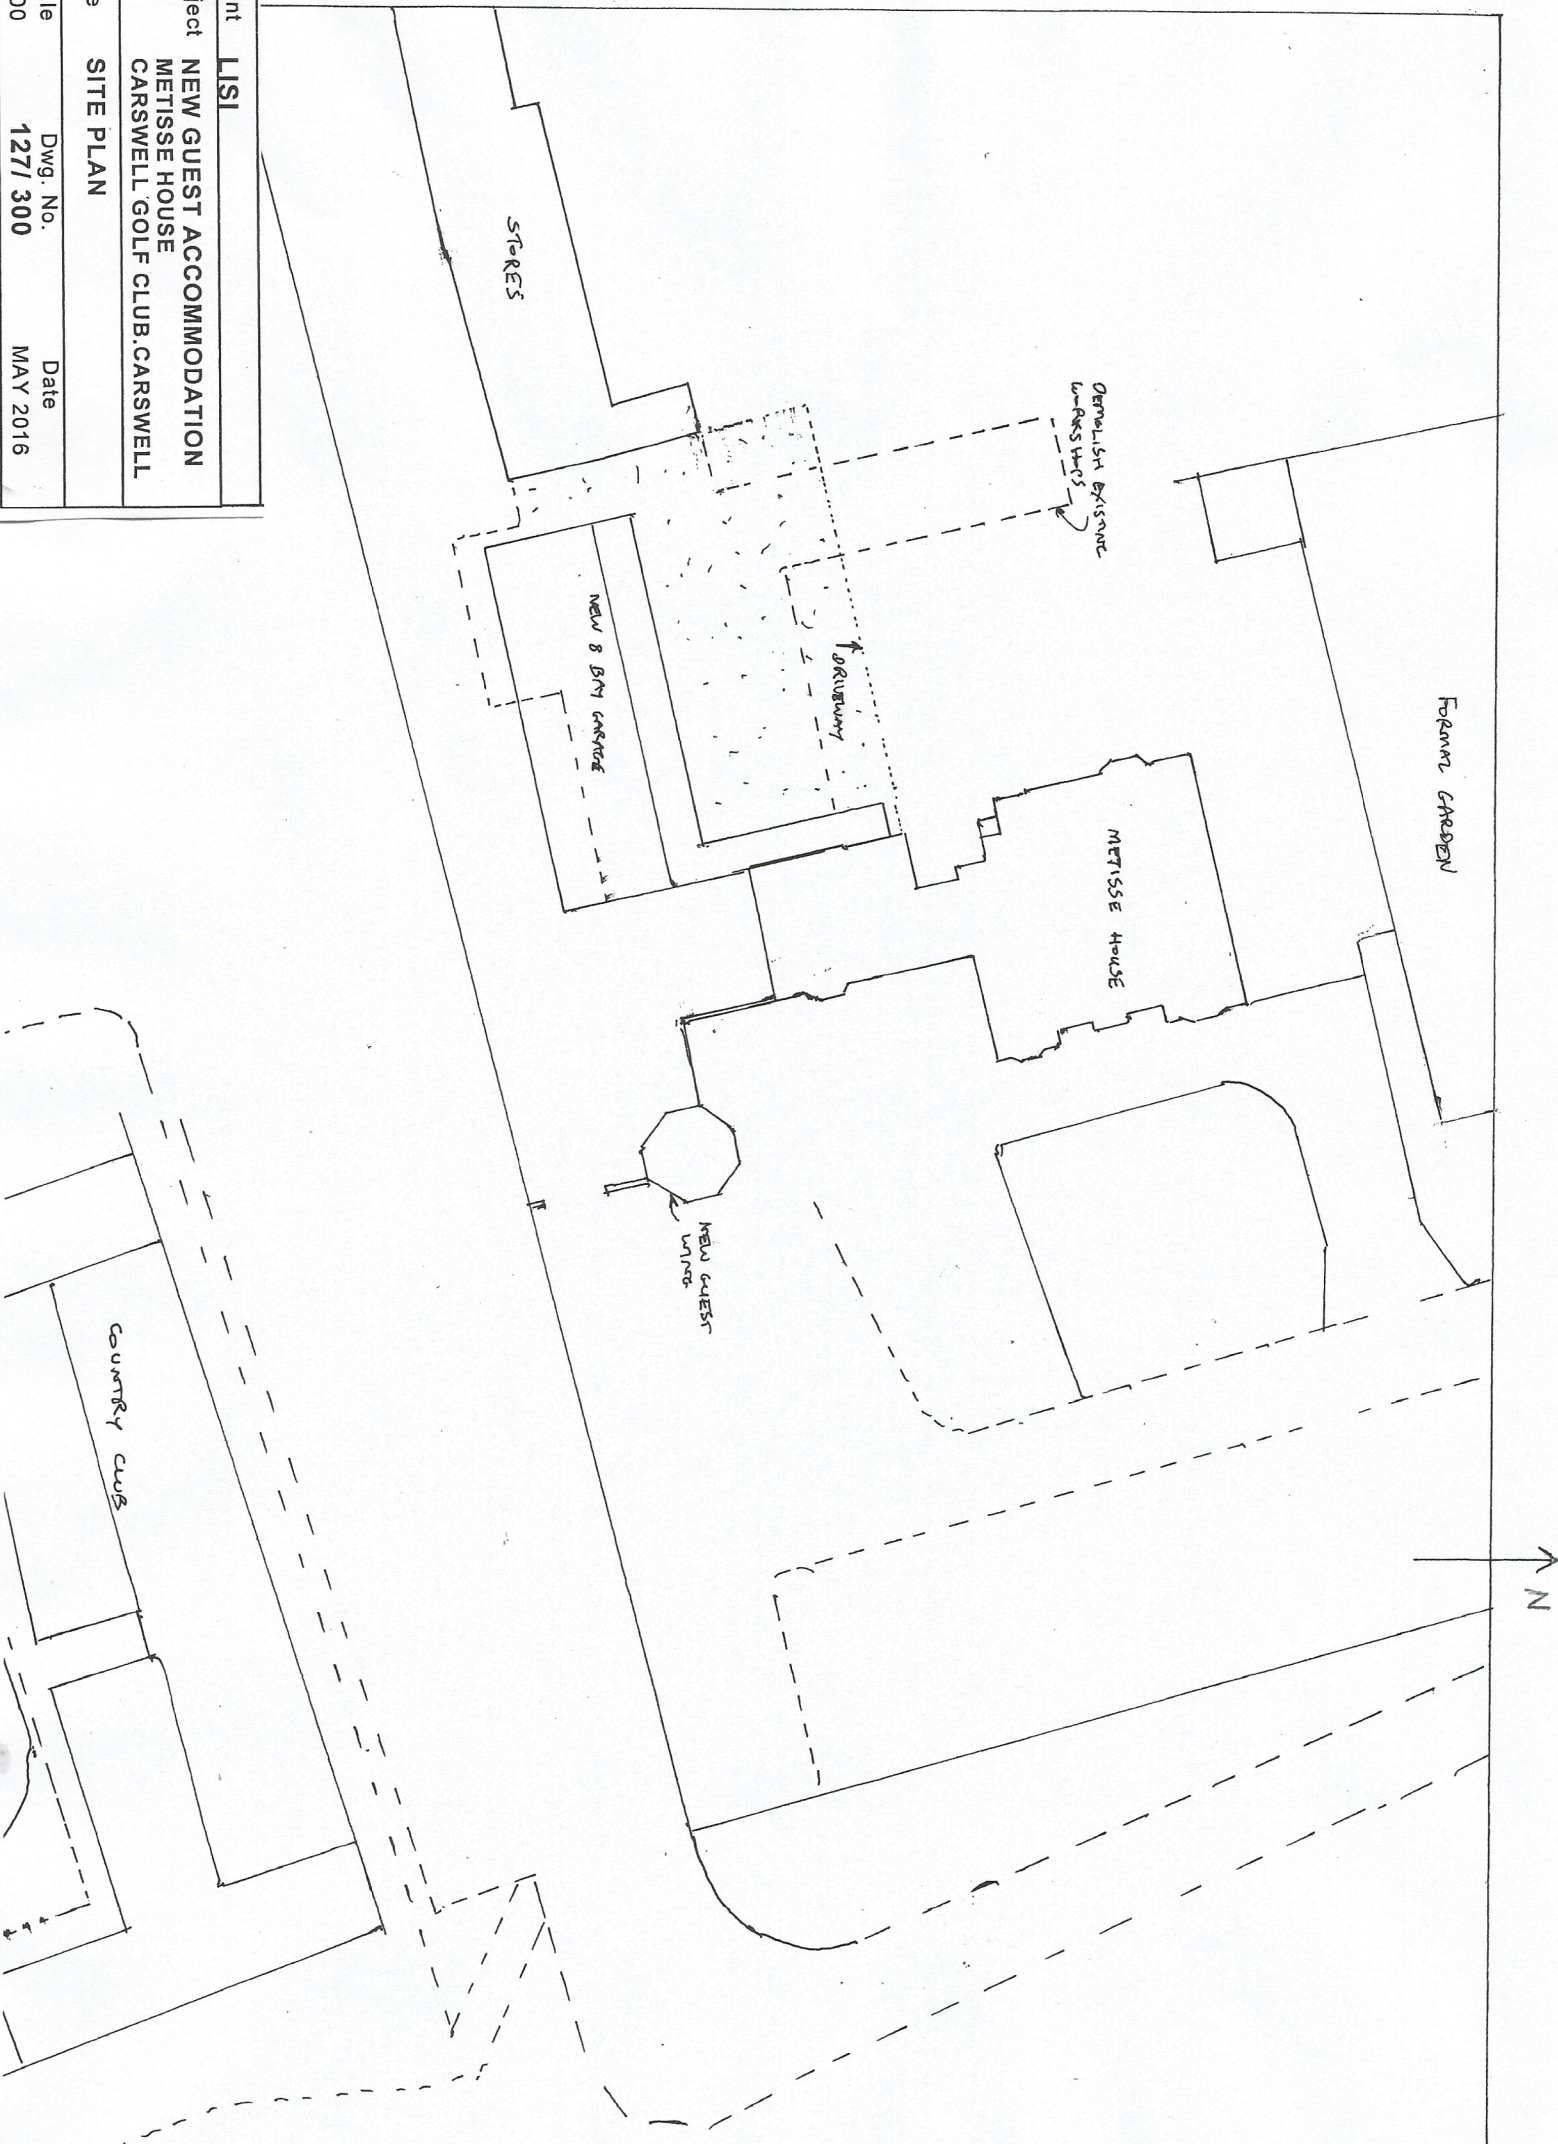 LISI
NEW GUEST ACCOMMODATION
METISSE HOUSE
CARSWELL GOLF CLUB.CARSWELL
SITE PLAN
Dwg. No.
Date
127/ 300
MAY 2016
STORES
DEMOLISH EXISTING
WORKSHOPS
NEW 8 BAY GARAGE
DRIVEWAY
FORMAL GARDEN
METISSE HOUSE
NEW GUEST
WING
COUNTRY CLUB
N